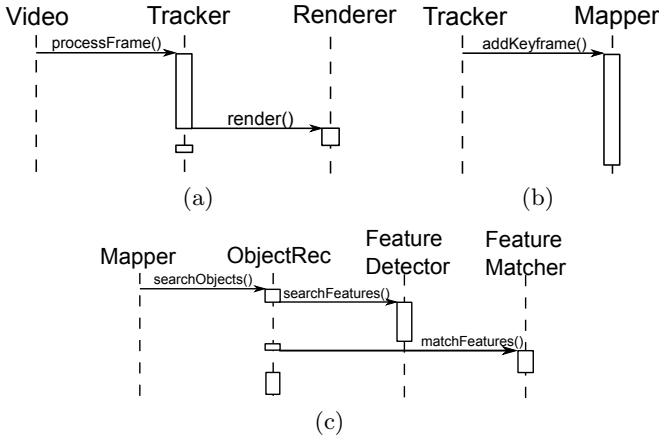 Video Tracker Renderer Tracker Mapper
processFrame() addKeyframe()
render()
(a) (b)
Mapper ObjectRec Feature Detector Feature Matcher
searchObjects() searchFeatures()
matchFeatures()
(c)